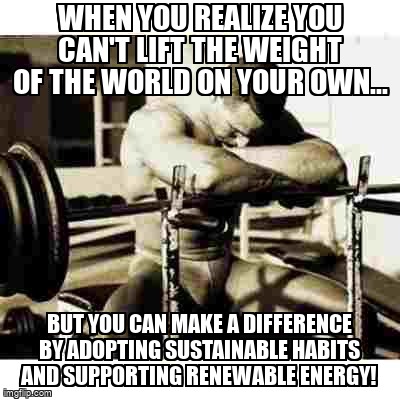 WHEN YOU REALIZE YOU
CAN'T LIFT THE WEIGHT
OF THE WORLD ON YOUR OWN...
BUT YOU CAN MAKE A DIFFERENCE
BY ADOPTING SUSTAINABLE HABITS
AND SUPPORTING RENEWABLE ENERGY!
imgflip.com